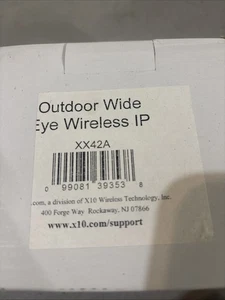 Outdoor Wide
Eye Wireless IP
XX42A
0 99081 39353 8
.com, a division of X10 Wireless Technology, Inc.
400 Forge Way Rockaway, NJ 07866
www.x10.com/support